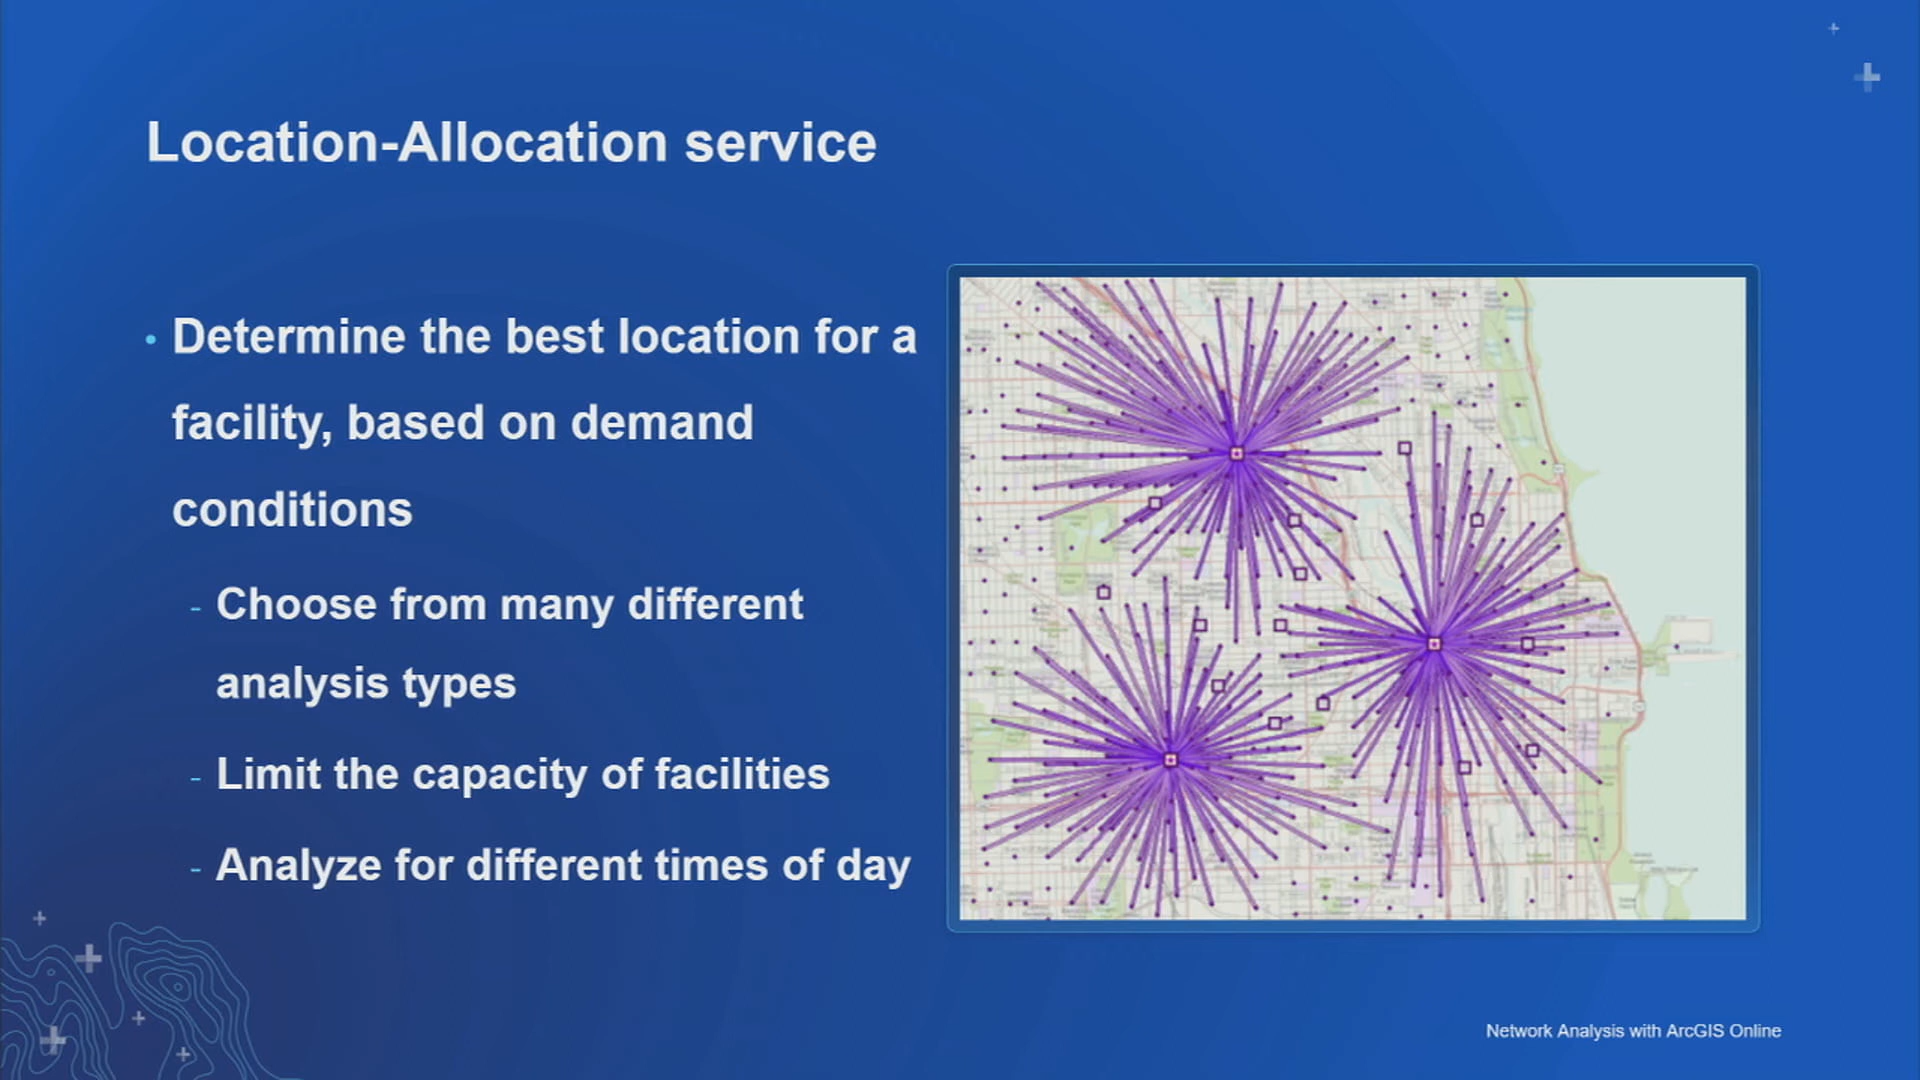 Location-Allocation service
• Determine the best location for a
facility, based on demand
conditions
- Choose from many different
analysis types
- Limit the capacity of facilities
- Analyze for different times of day
Network Analysis with ArcGIS Online